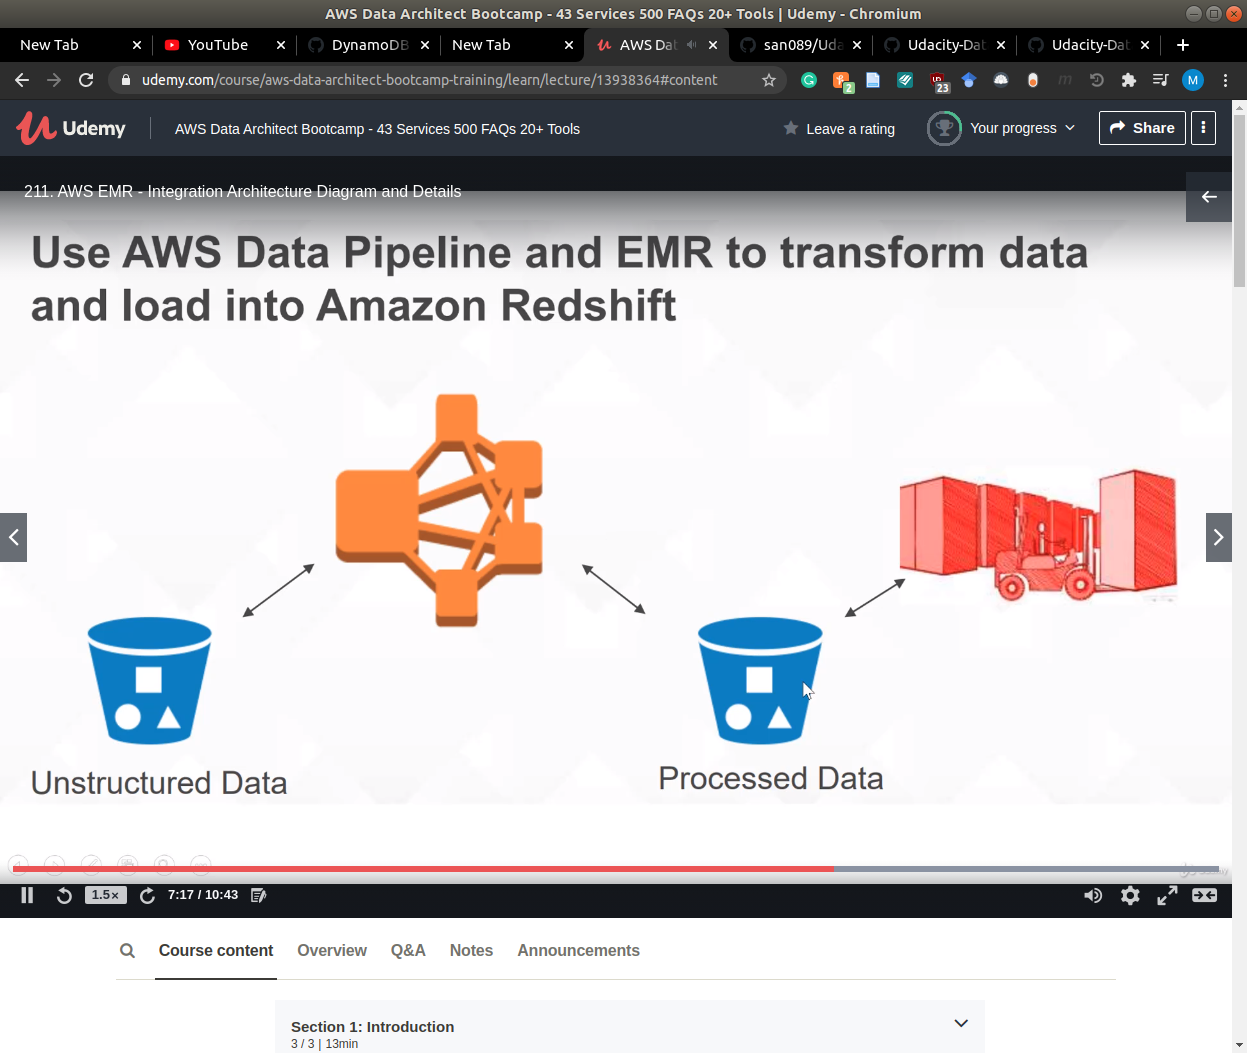 AWS Data Architect Bootcamp - 43 Services 500 FAQs 20+ Tools | Udemy - Chromium
New Tab
YouTube
DynamoDB
New Tab
AWS Dat
san089/Uda
Udacity-Dat
Udacity-Dat
udemy.com/course/aws-data-architect-bootcamp-training/learn/lecture/13938364#content
2
23
M
Udemy
AWS Data Architect Bootcamp - 43 Services 500 FAQs 20+ Tools
Leave a rating
Your progress
Share
211. AWS EMR - Integration Architecture Diagram and Details
Use AWS Data Pipeline and EMR to transform data
and load into Amazon Redshift
Unstructured Data
Processed Data
1.5×
7:17 / 10:43
Course content
Overview
Q&A
Notes
Announcements
Section 1: Introduction
3 / 3 | 13min